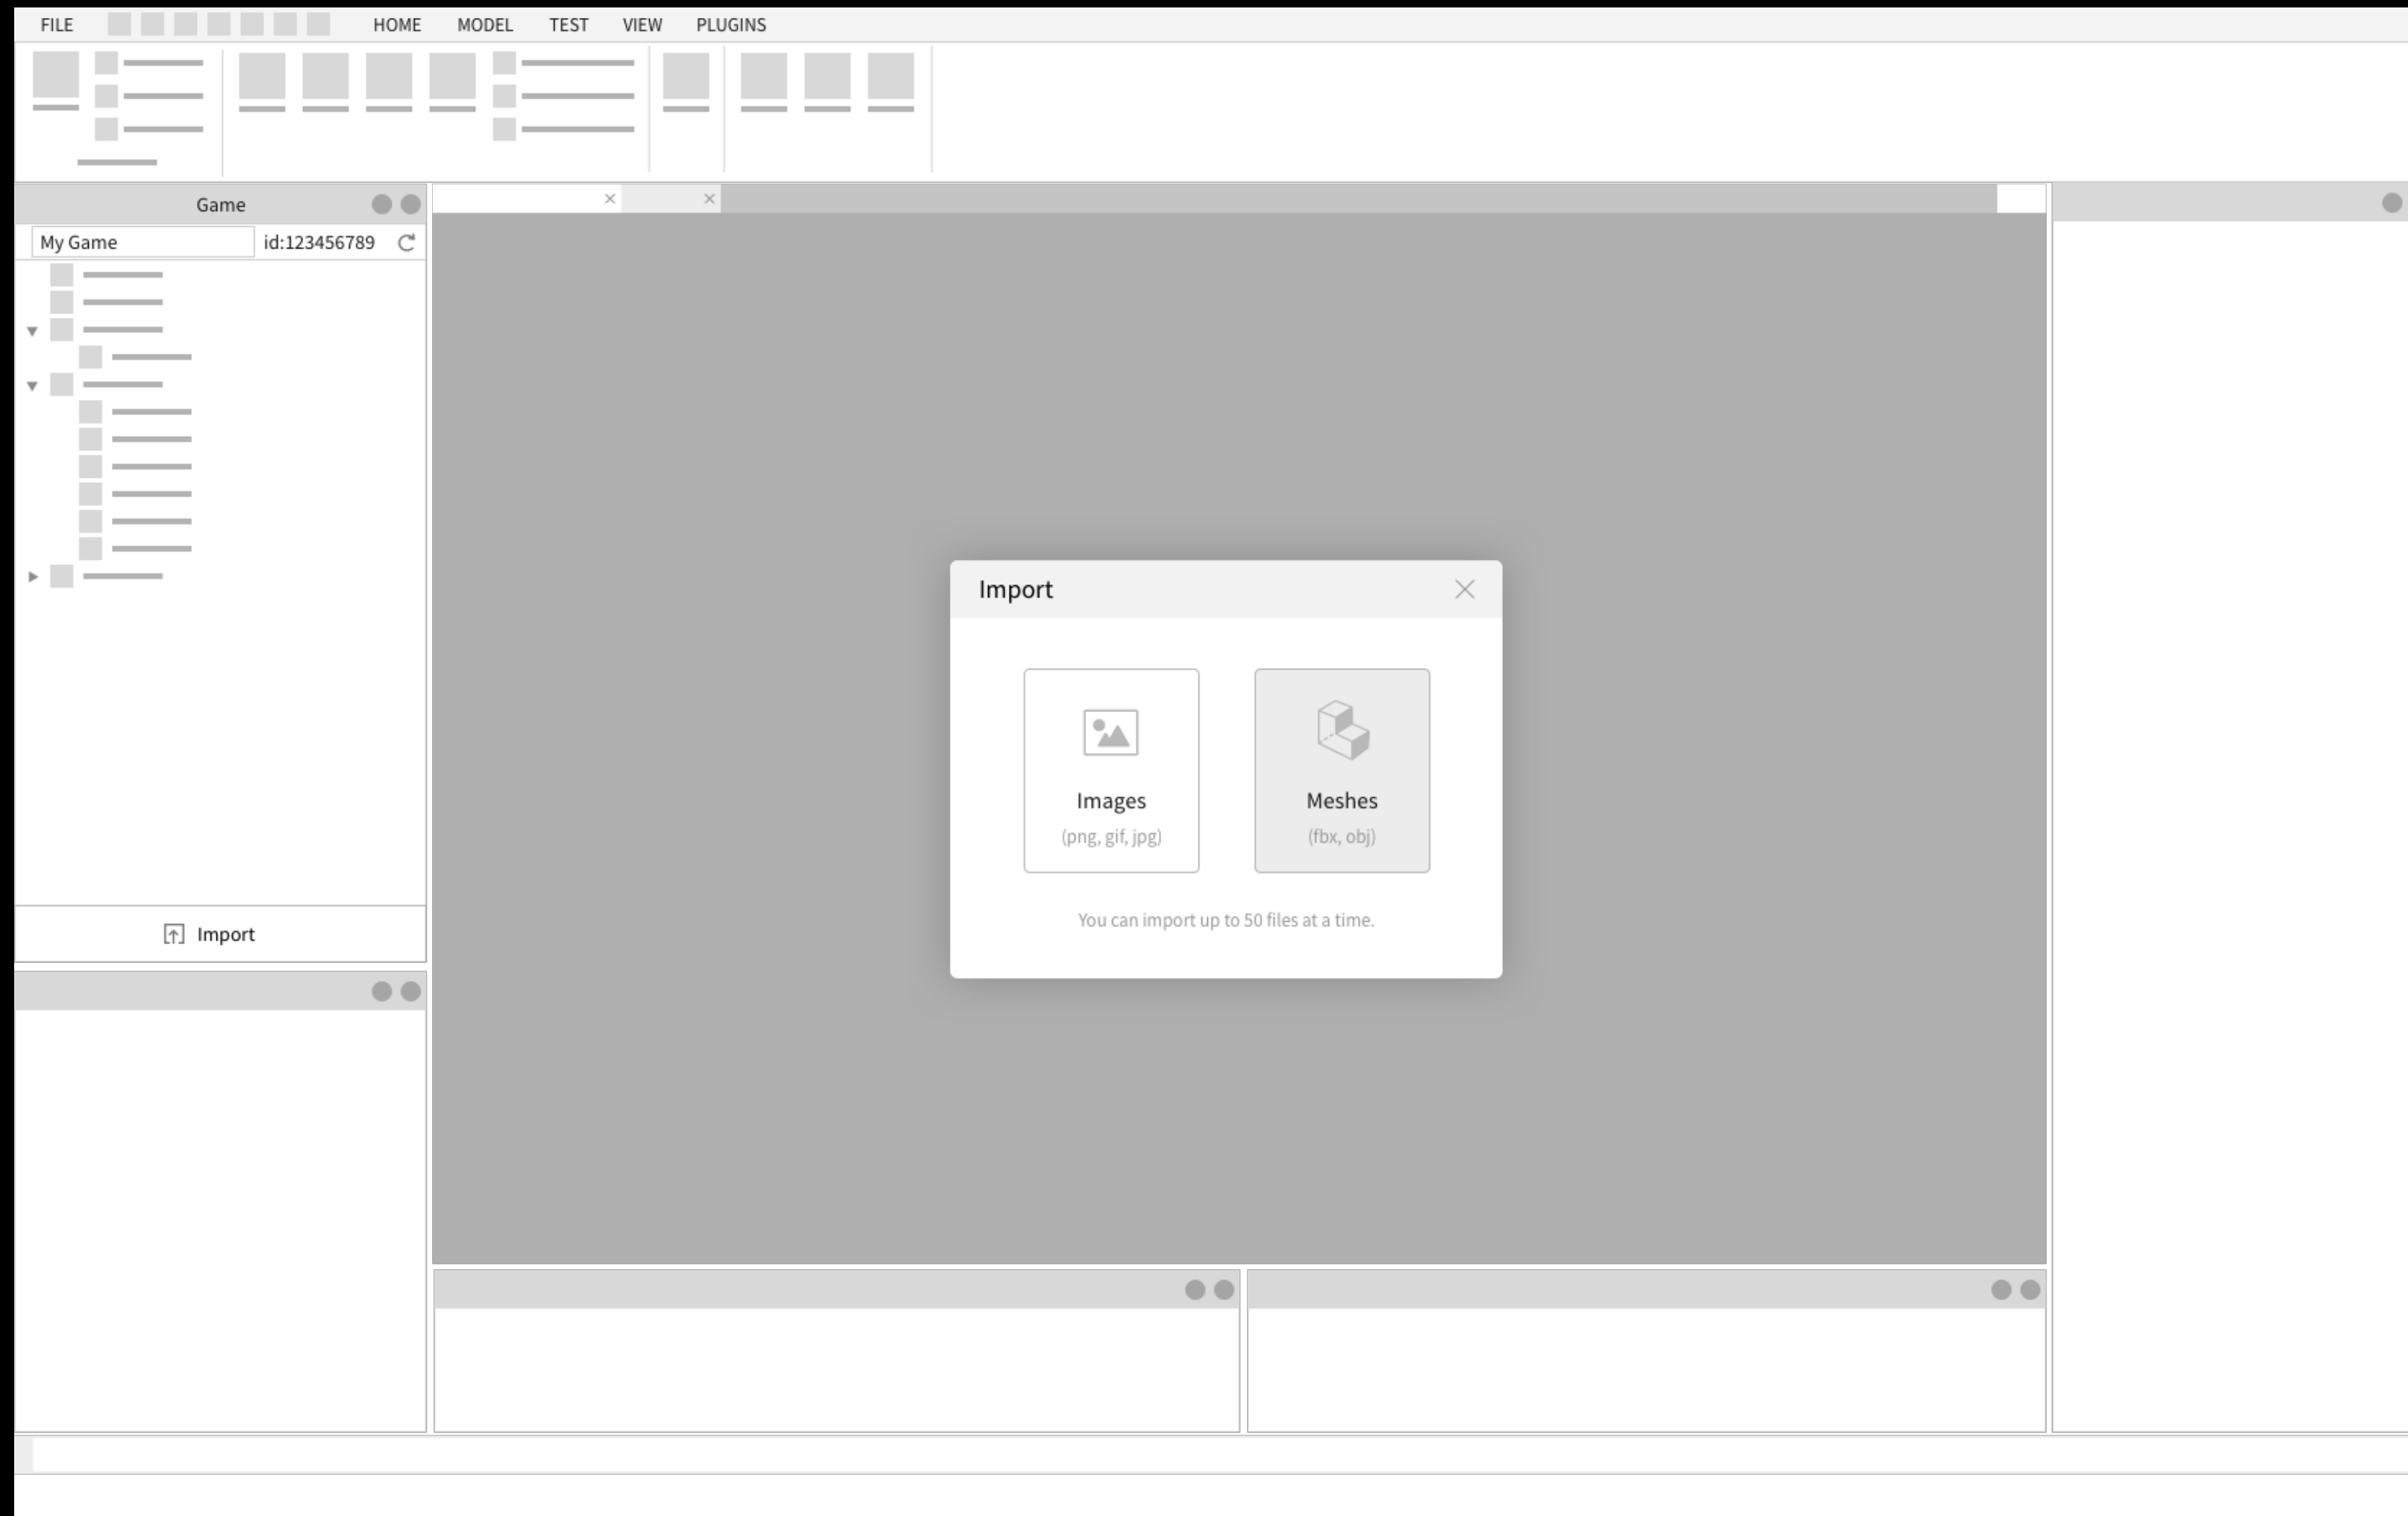 FILE HOME MODEL TEST VIEW PLUGINS
Game
My Game id:123456789
Import
Images
(png, gif, jpg)
Meshes
(fbx, obj)
You can import up to 50 files at a time.
Import